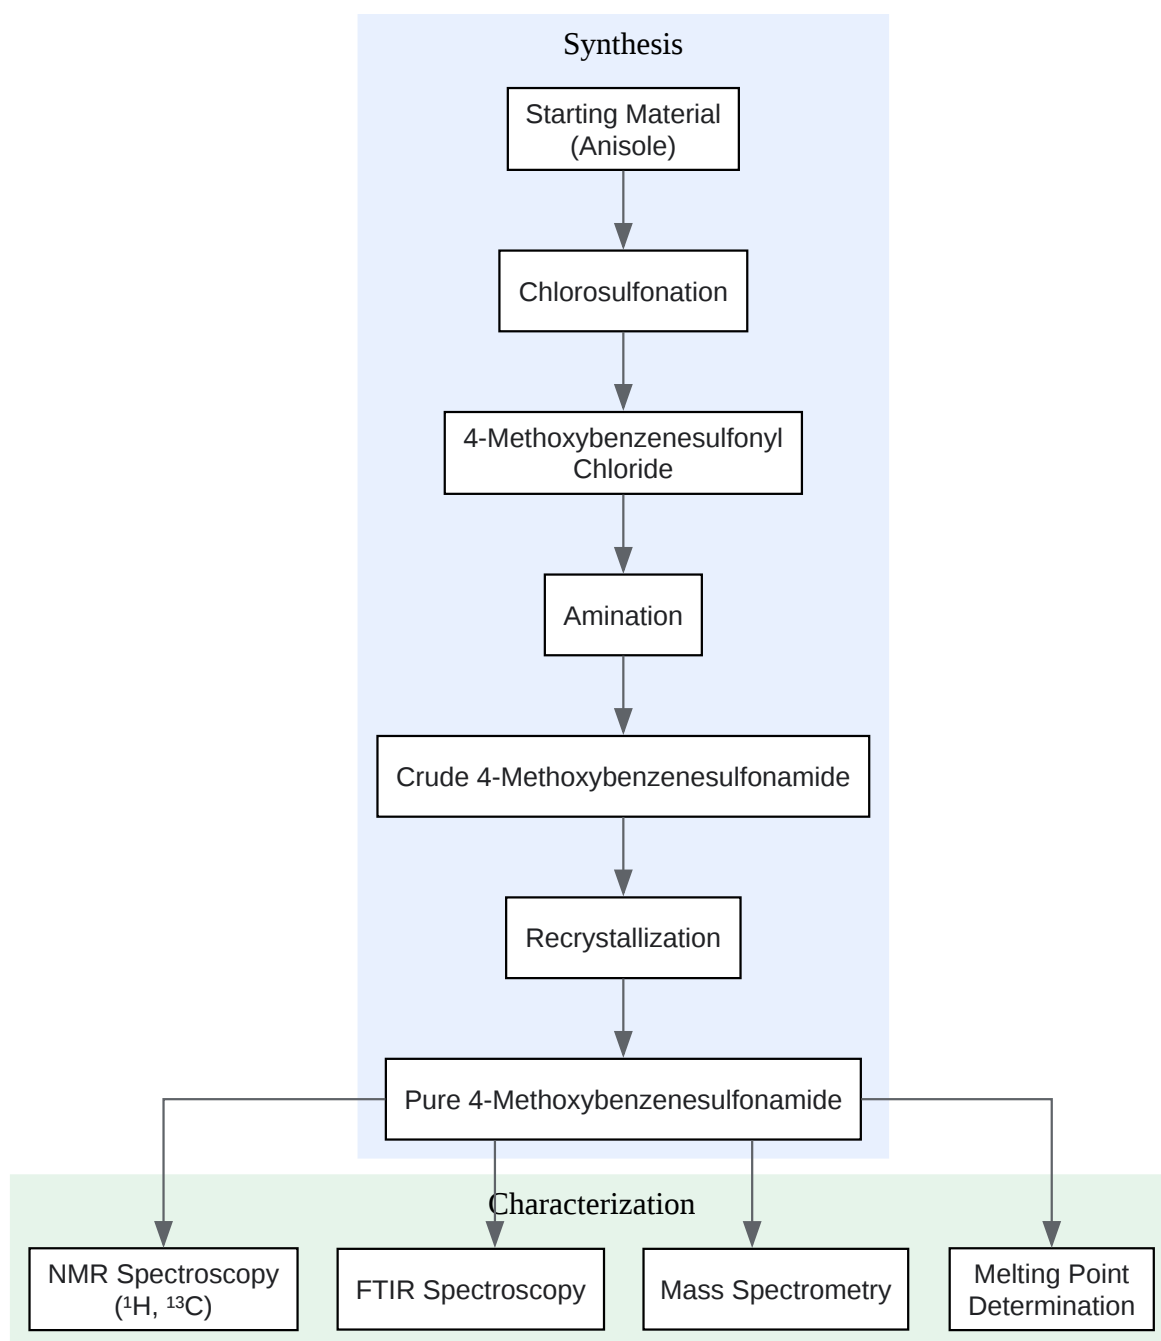 Synthesis
Starting Material
(Anisole)
Chlorosulfonation
4-Methoxybenzenesulfonyl
Chloride
Amination
Crude 4-Methoxybenzenesulfonamide
Recrystallization
Pure 4-Methoxybenzenesulfonamide
Characterization
NMR Spectroscopy
(¹H, ¹³C)
FTIR Spectroscopy
Mass Spectrometry
Melting Point
Determination